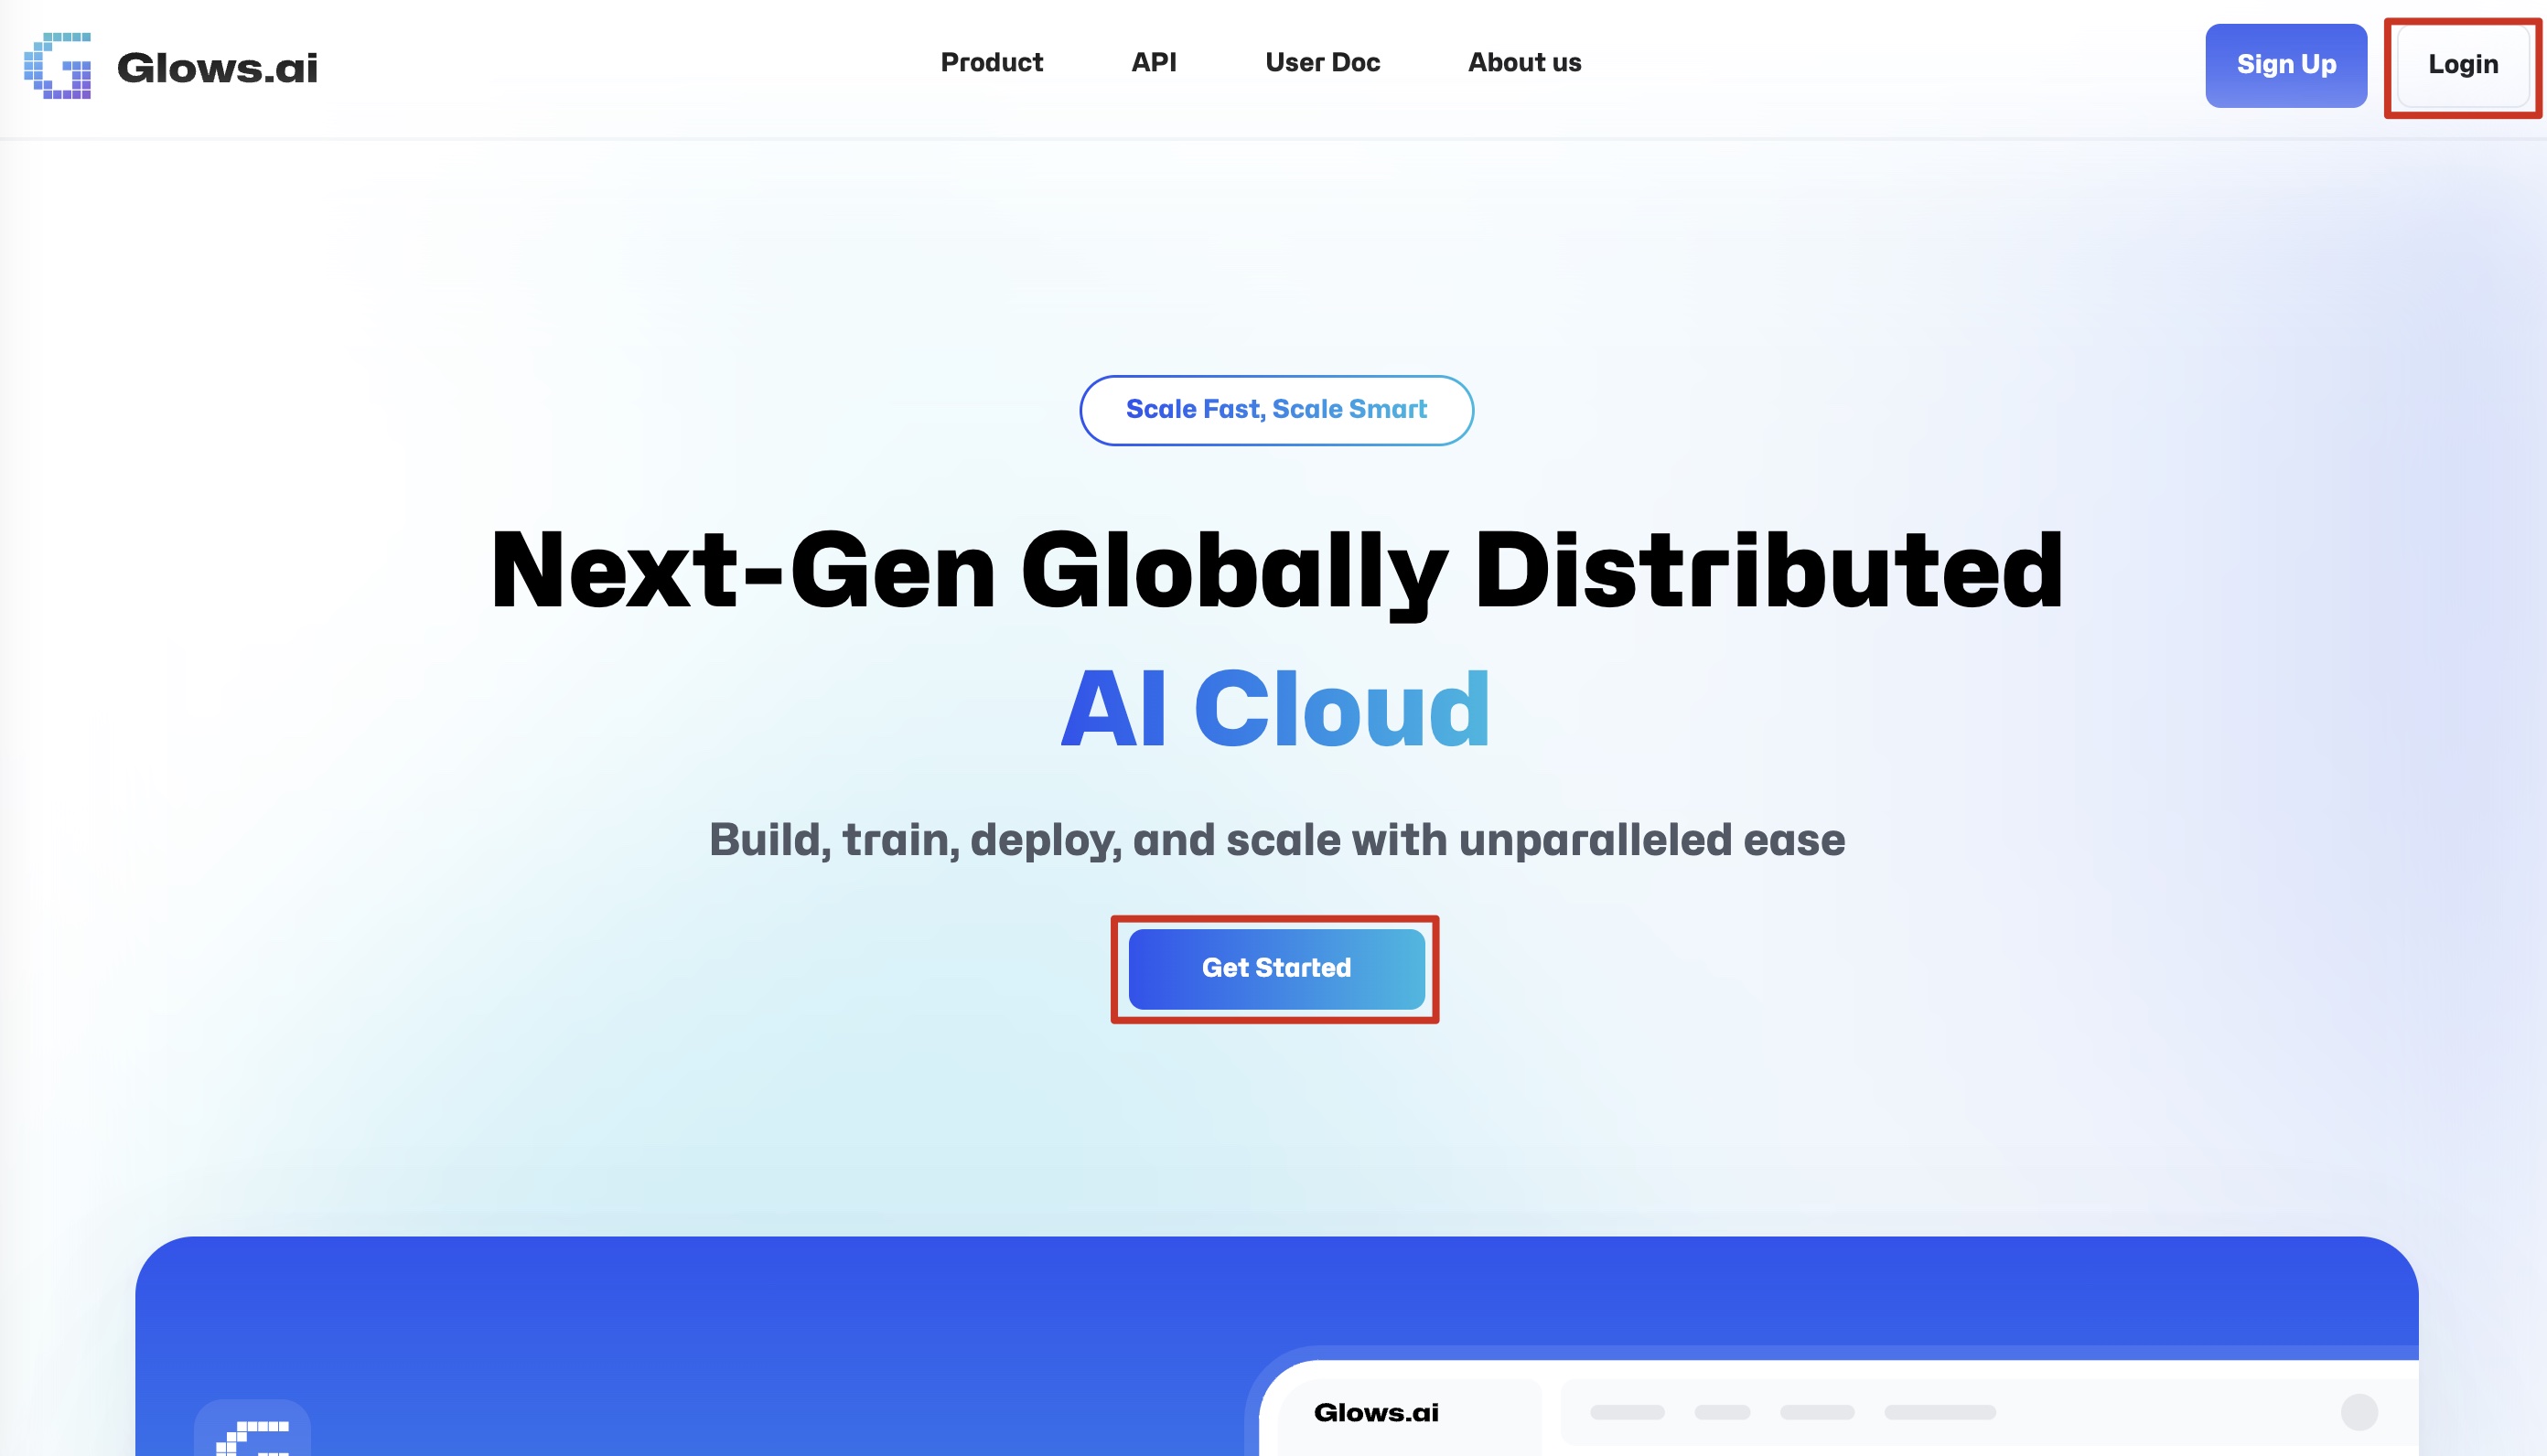 Glows.ai
Product
API
User Doc
About us
Sign Up
Login
Scale Fast, Scale Smart
Next-Gen Globally Distributed
AI Cloud
Build, train, deploy, and scale with unparalleled ease
Get Started
Glows.ai